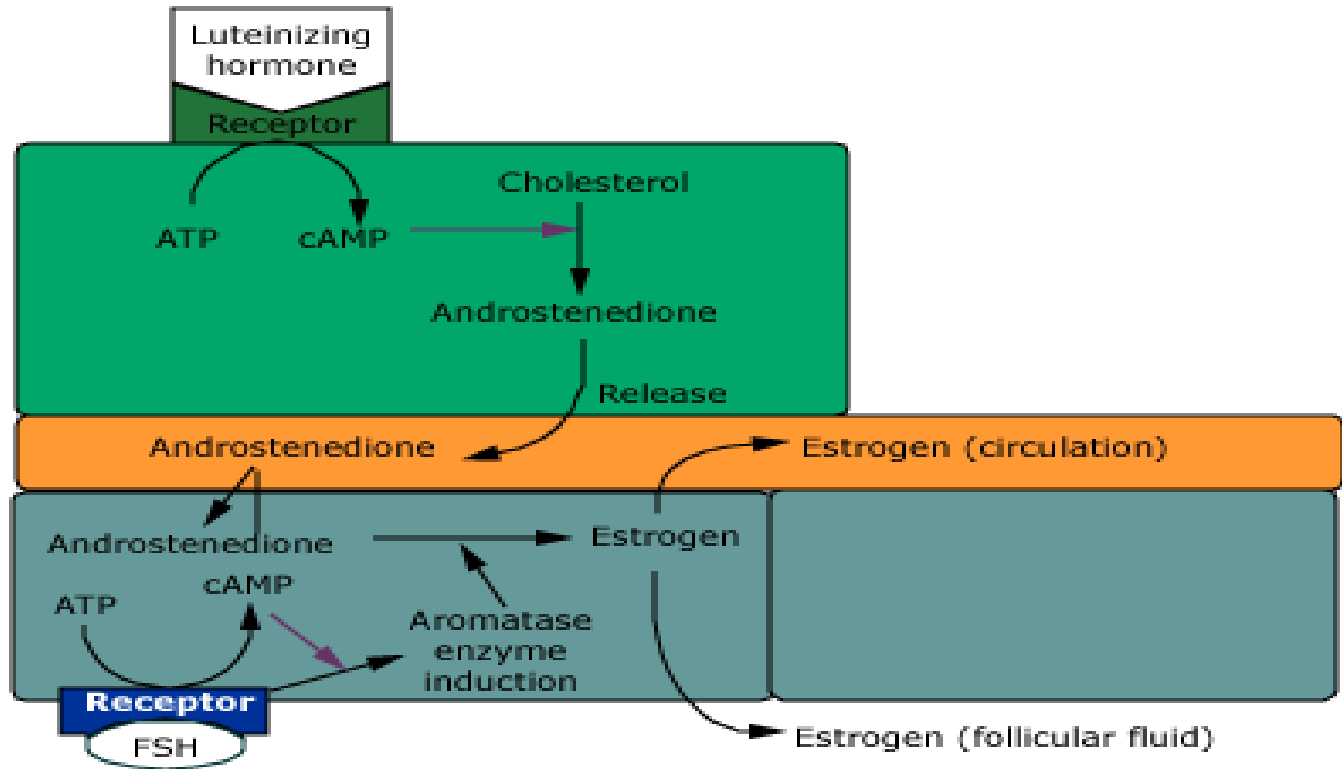 Luteinizing
hormone
Receptor
Cholesterol
ATP
cAMP
Androstenedione
Release
Androstenedione
Estrogen (circulation)
Androstenedione
Estrogen
cAMP
ATP
Aromatase
enzyme
induction
Receptor
FSH
Estrogen (follicular fluid)